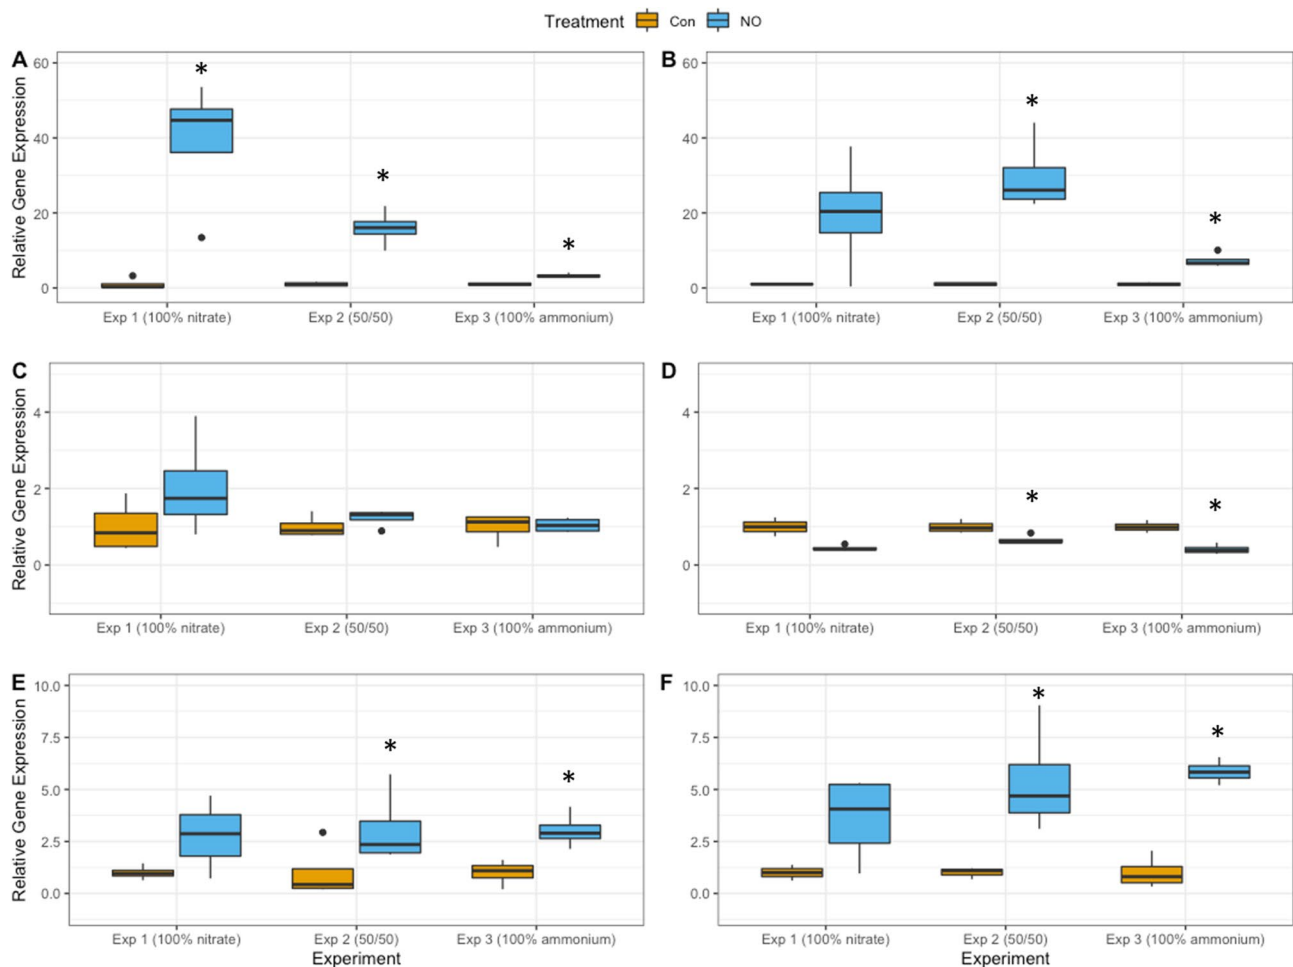 Treatment Con NO
A
*
*
*
60
40
20
0
Relative Gene Expression
Exp 1 (100% nitrate) Exp 2 (50/50) Exp 3 (100% ammonium)
B
*
*
60
40
20
0
Exp 1 (100% nitrate) Exp 2 (50/50) Exp 3 (100% ammonium)
C
4
2
0
Relative Gene Expression
Exp 1 (100% nitrate) Exp 2 (50/50) Exp 3 (100% ammonium)
D
*
*
4
2
0
Exp 1 (100% nitrate) Exp 2 (50/50) Exp 3 (100% ammonium)
E
*
*
10.0
7.5
5.0
2.5
0.0
Relative Gene Expression
Exp 1 (100% nitrate) Exp 2 (50/50) Exp 3 (100% ammonium)
Experiment
F
*
*
10.0
7.5
5.0
2.5
0.0
Exp 1 (100% nitrate) Exp 2 (50/50) Exp 3 (100% ammonium)
Experiment